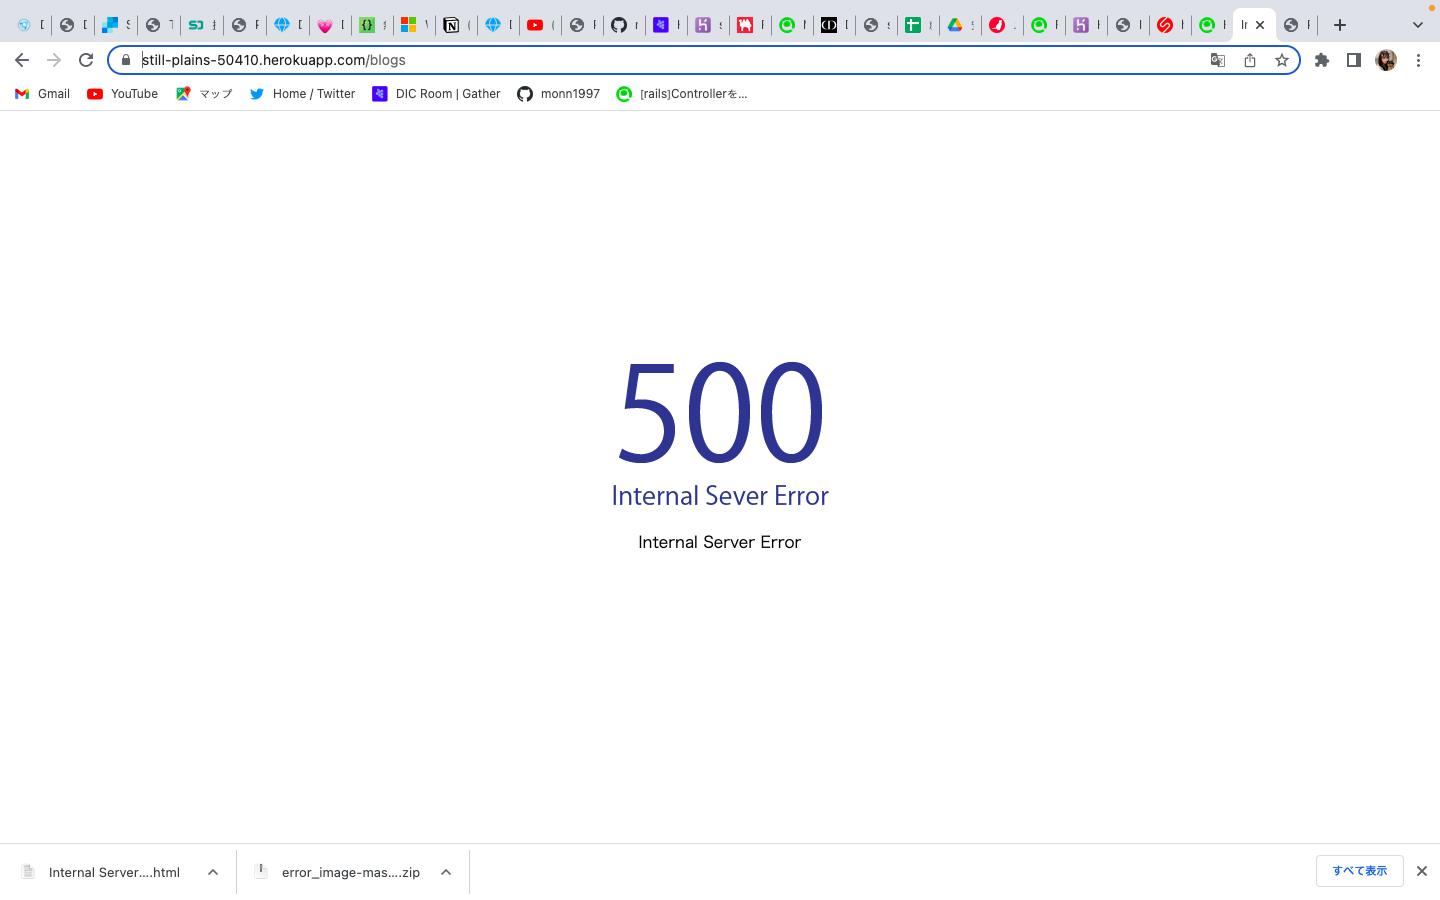 still-plains-50410.herokuapp.com/blogs
Gmail YouTube マップ Home / Twitter DIC Room | Gather monn1997 [rails]Controllerを...
500
Internal Sever Error
Internal Server Error
Internal Server....html error_image-mas....zip すべて表示